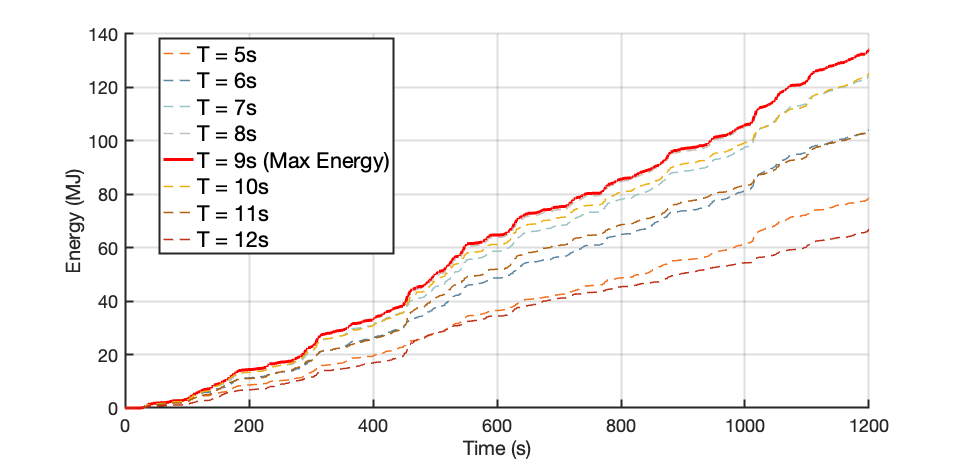 140
120
100
80
60
40
20
0
Energy (MJ)
T = 5s
T = 6s
T = 7s
T = 8s
T = 9s (Max Energy)
T = 10s
T = 11s
T = 12s
0 200 400 600 800 1000 1200
Time (s)